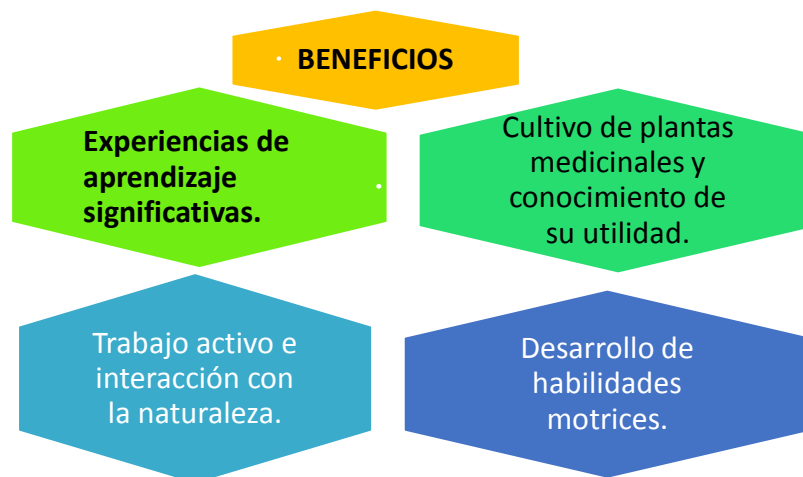 BENEFICIOS
Experiencias de
aprendizaje
significativas.
Cultivo de plantas
medicinales y
conocimiento de
su utilidad.
Trabajo activo e
interacción con
la naturaleza.
Desarrollo de
habilidades
motrices.